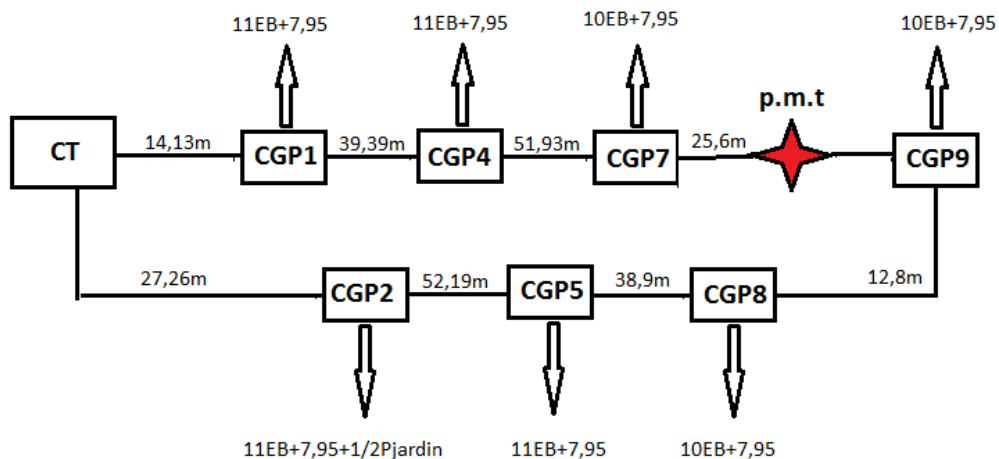 11EB+7,95
11EB+7,95
10EB+7,95
10EB+7,95
p.m.t
CT
14,13m
CGP1
39,39m
CGP4
51,93m
CGP7
25,6m
CGP9
27,26m
CGP2
52,19m
CGP5
38,9m
CGP8
12,8m
11EB+7,95+1/2Pjardin
11EB+7,95
10EB+7,95